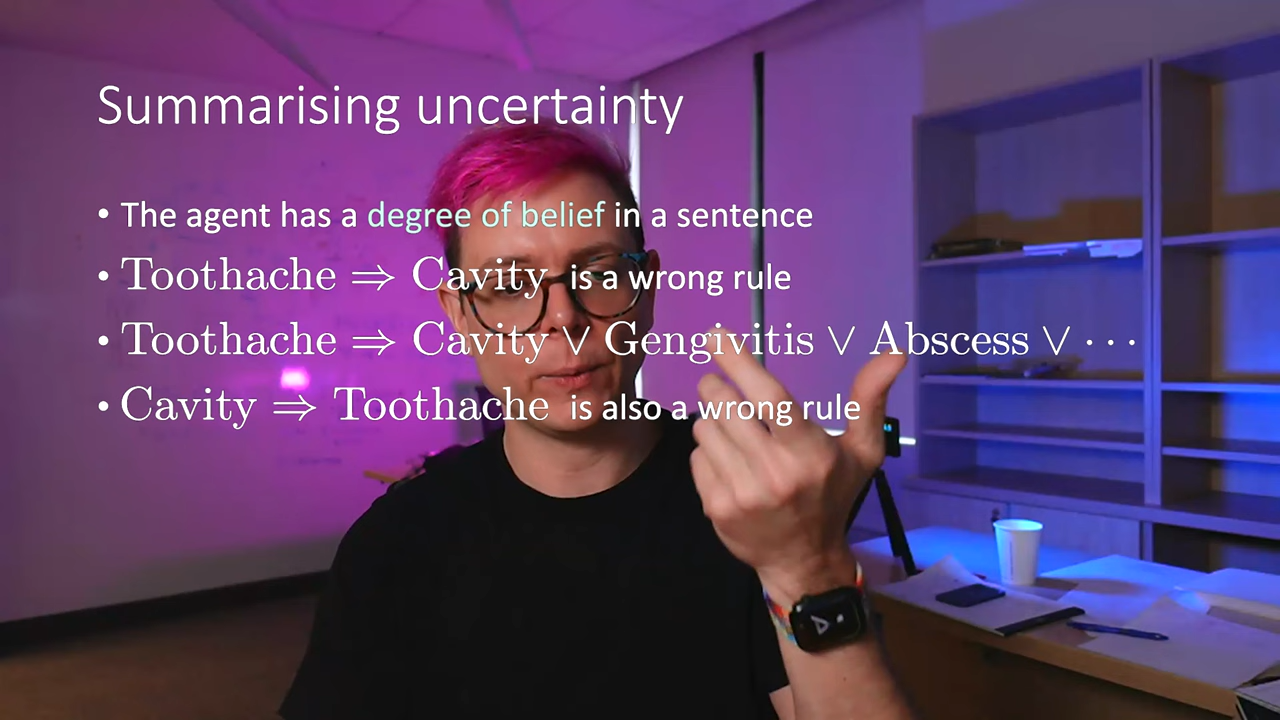 Summarising uncertainty
• The agent has a degree of belief in a sentence
• Toothache ⇒ Cavity is a wrong rule
• Toothache ⇒ Cavity ∨ Gengivitis ∨ Abscess ∨ ⋯
• Cavity ⇒ Toothache is also a wrong rule